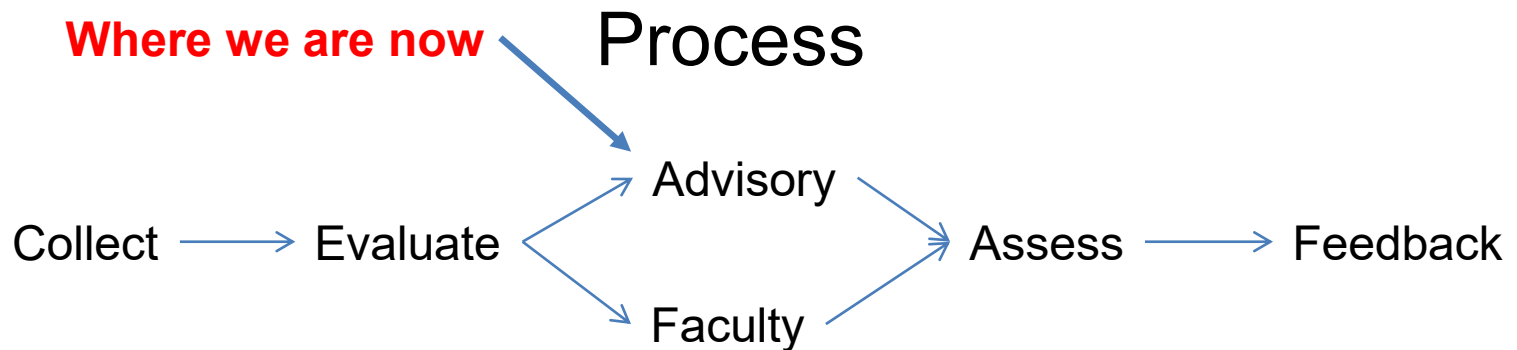 Where we are now
Process
Advisory
Collect
Evaluate
Assess
Feedback
Faculty